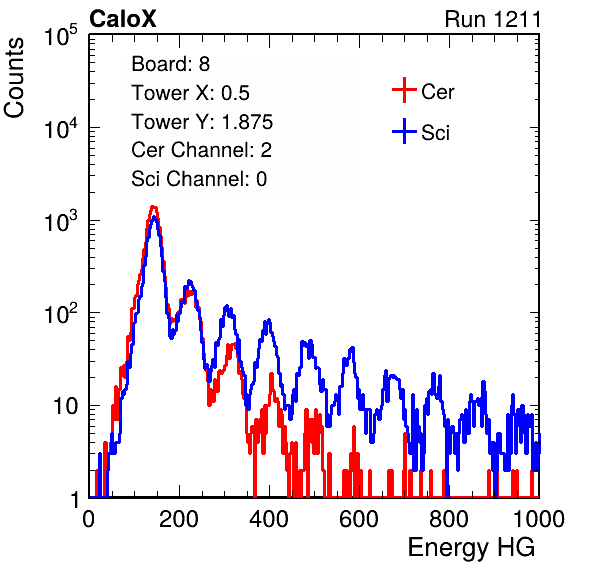 CaloX Run 1211
Counts
Board: 8
Tower X: 0.5
Tower Y: 1.875
Cer Channel: 2
Sci Channel: 0
Cer
Sci
10^5
10^4
10^3
10^2
10
1
0 200 400 600 800 1000
Energy HG